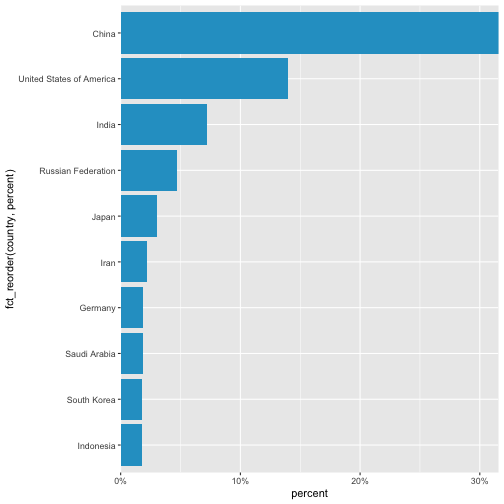 China
United States of America
India
Russian Federation
Japan
Iran
Germany
Saudi Arabia
South Korea
Indonesia
fct_reorder(country, percent)
0%
10%
20%
30%
percent